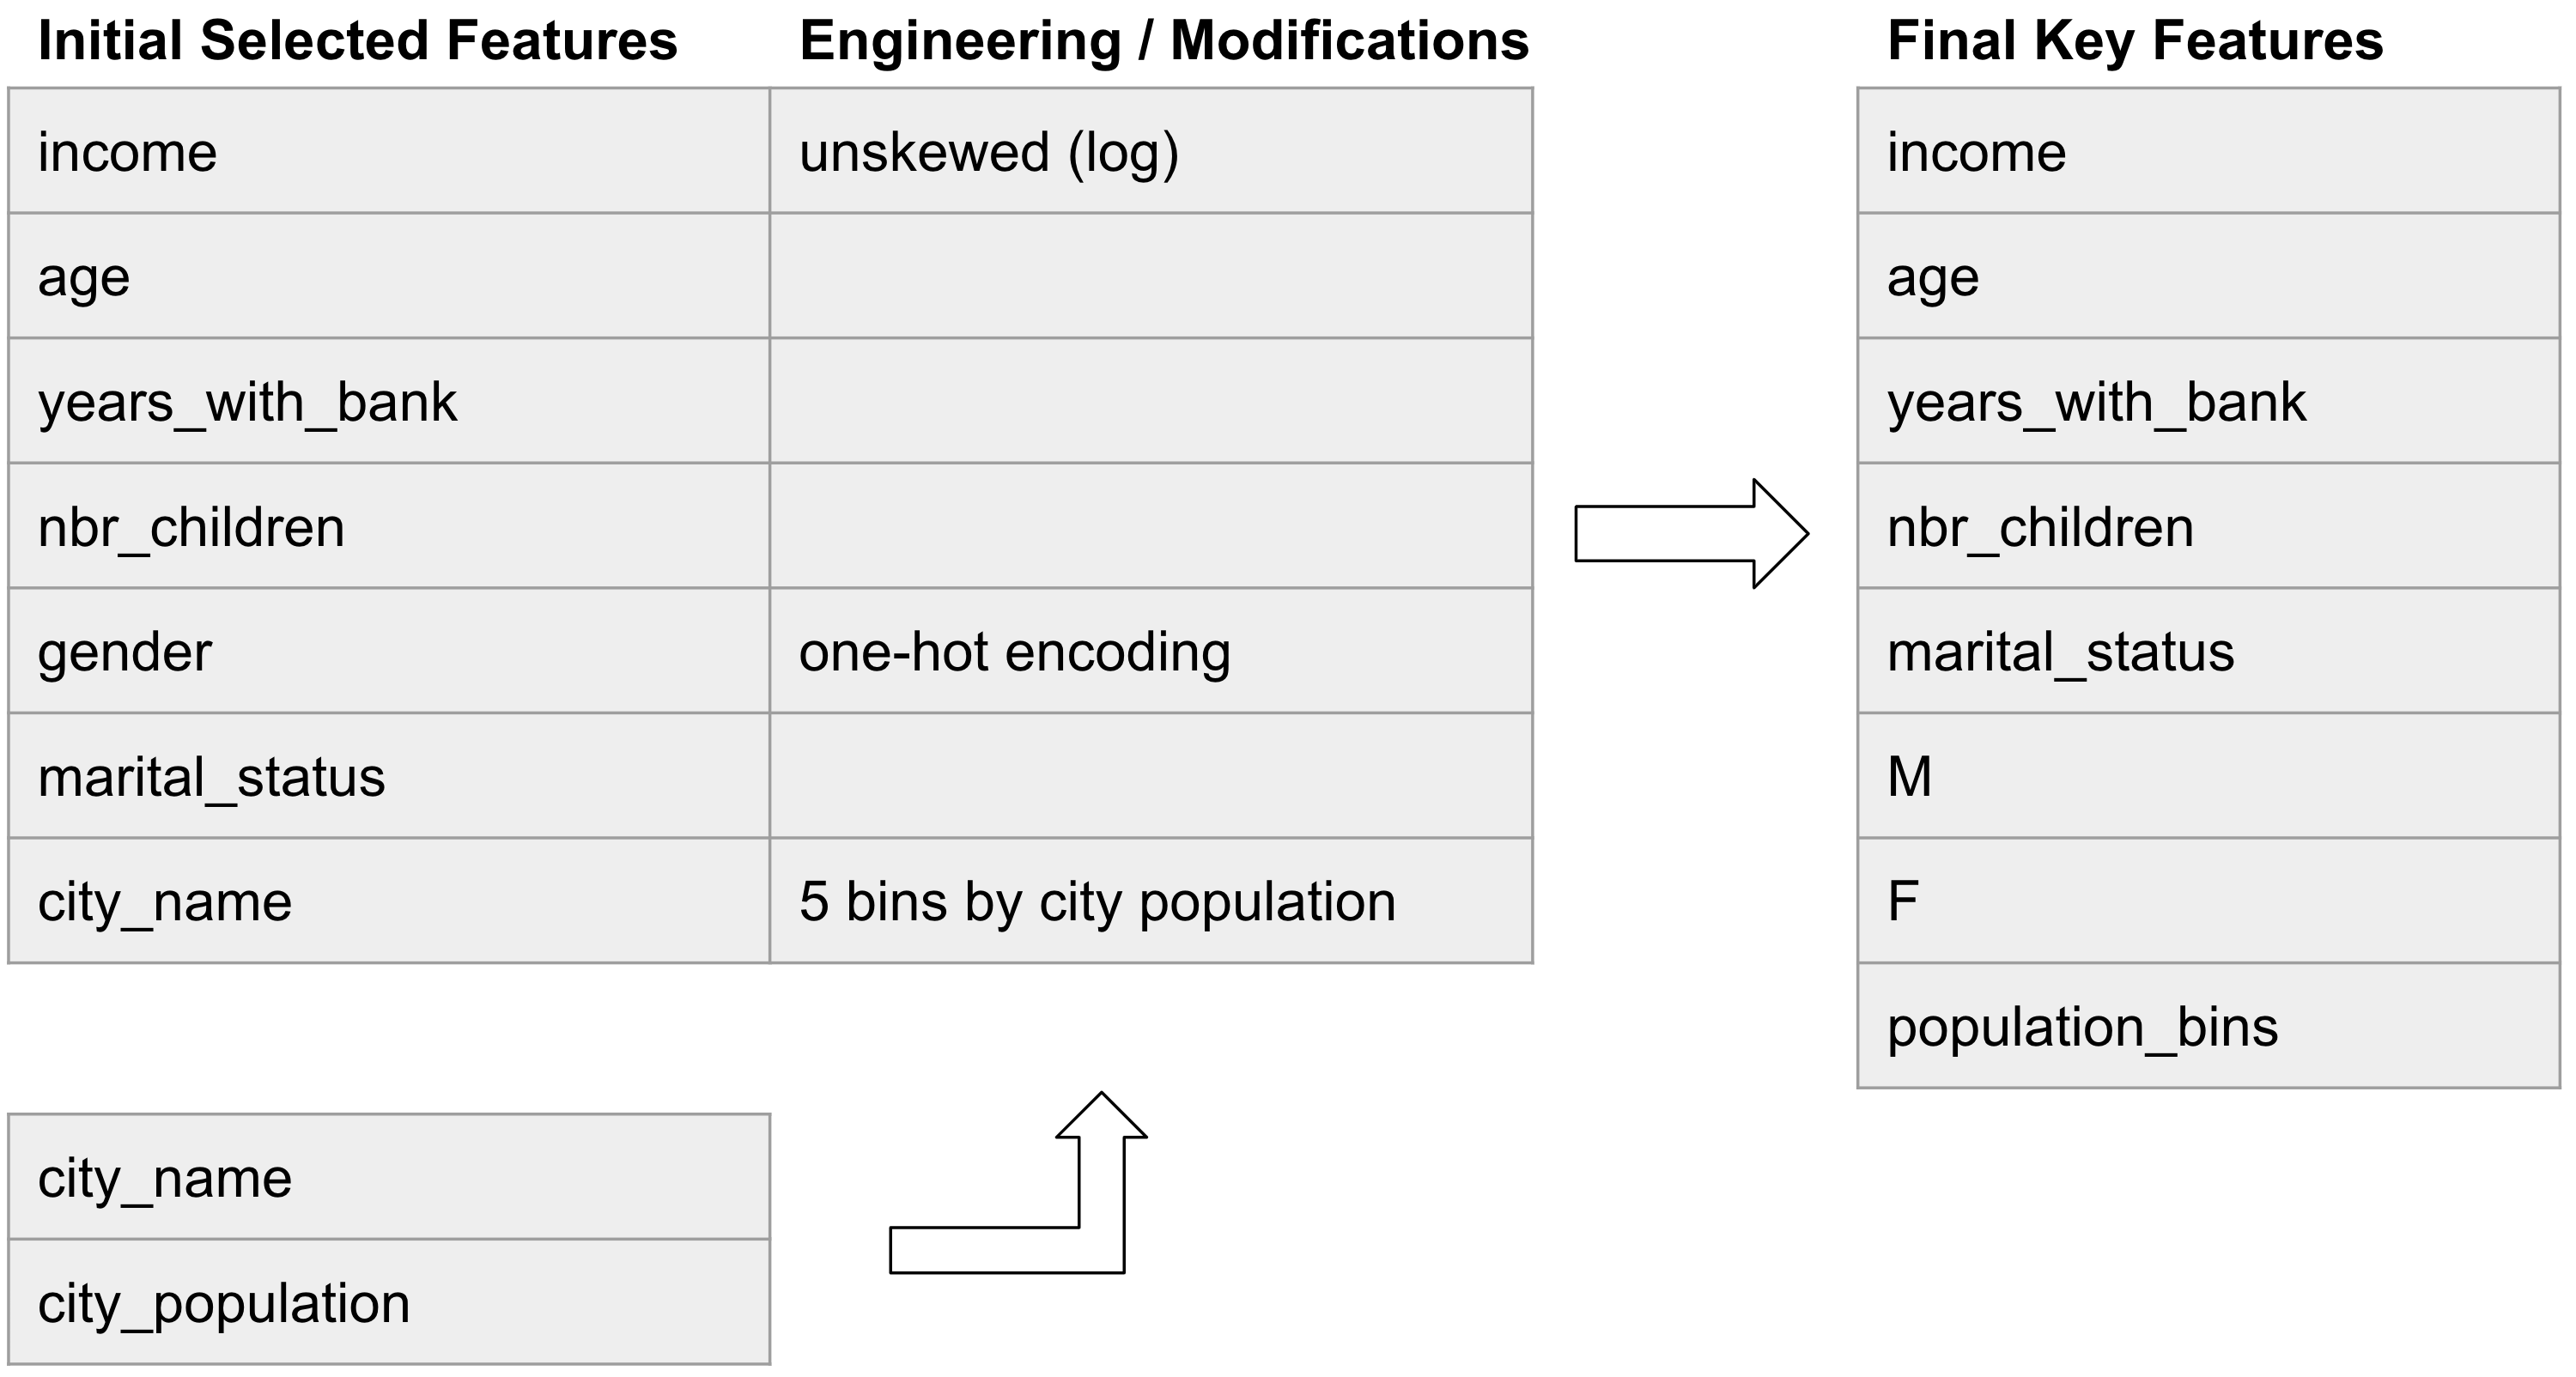 Initial Selected Features
Engineering / Modifications
Final Key Features
income
unskewed (log)
age
years_with_bank
nbr_children
gender
one-hot encoding
marital_status
city_name
5 bins by city population
income
age
years_with_bank
nbr_children
marital_status
M
F
population_bins
city_name
city_population